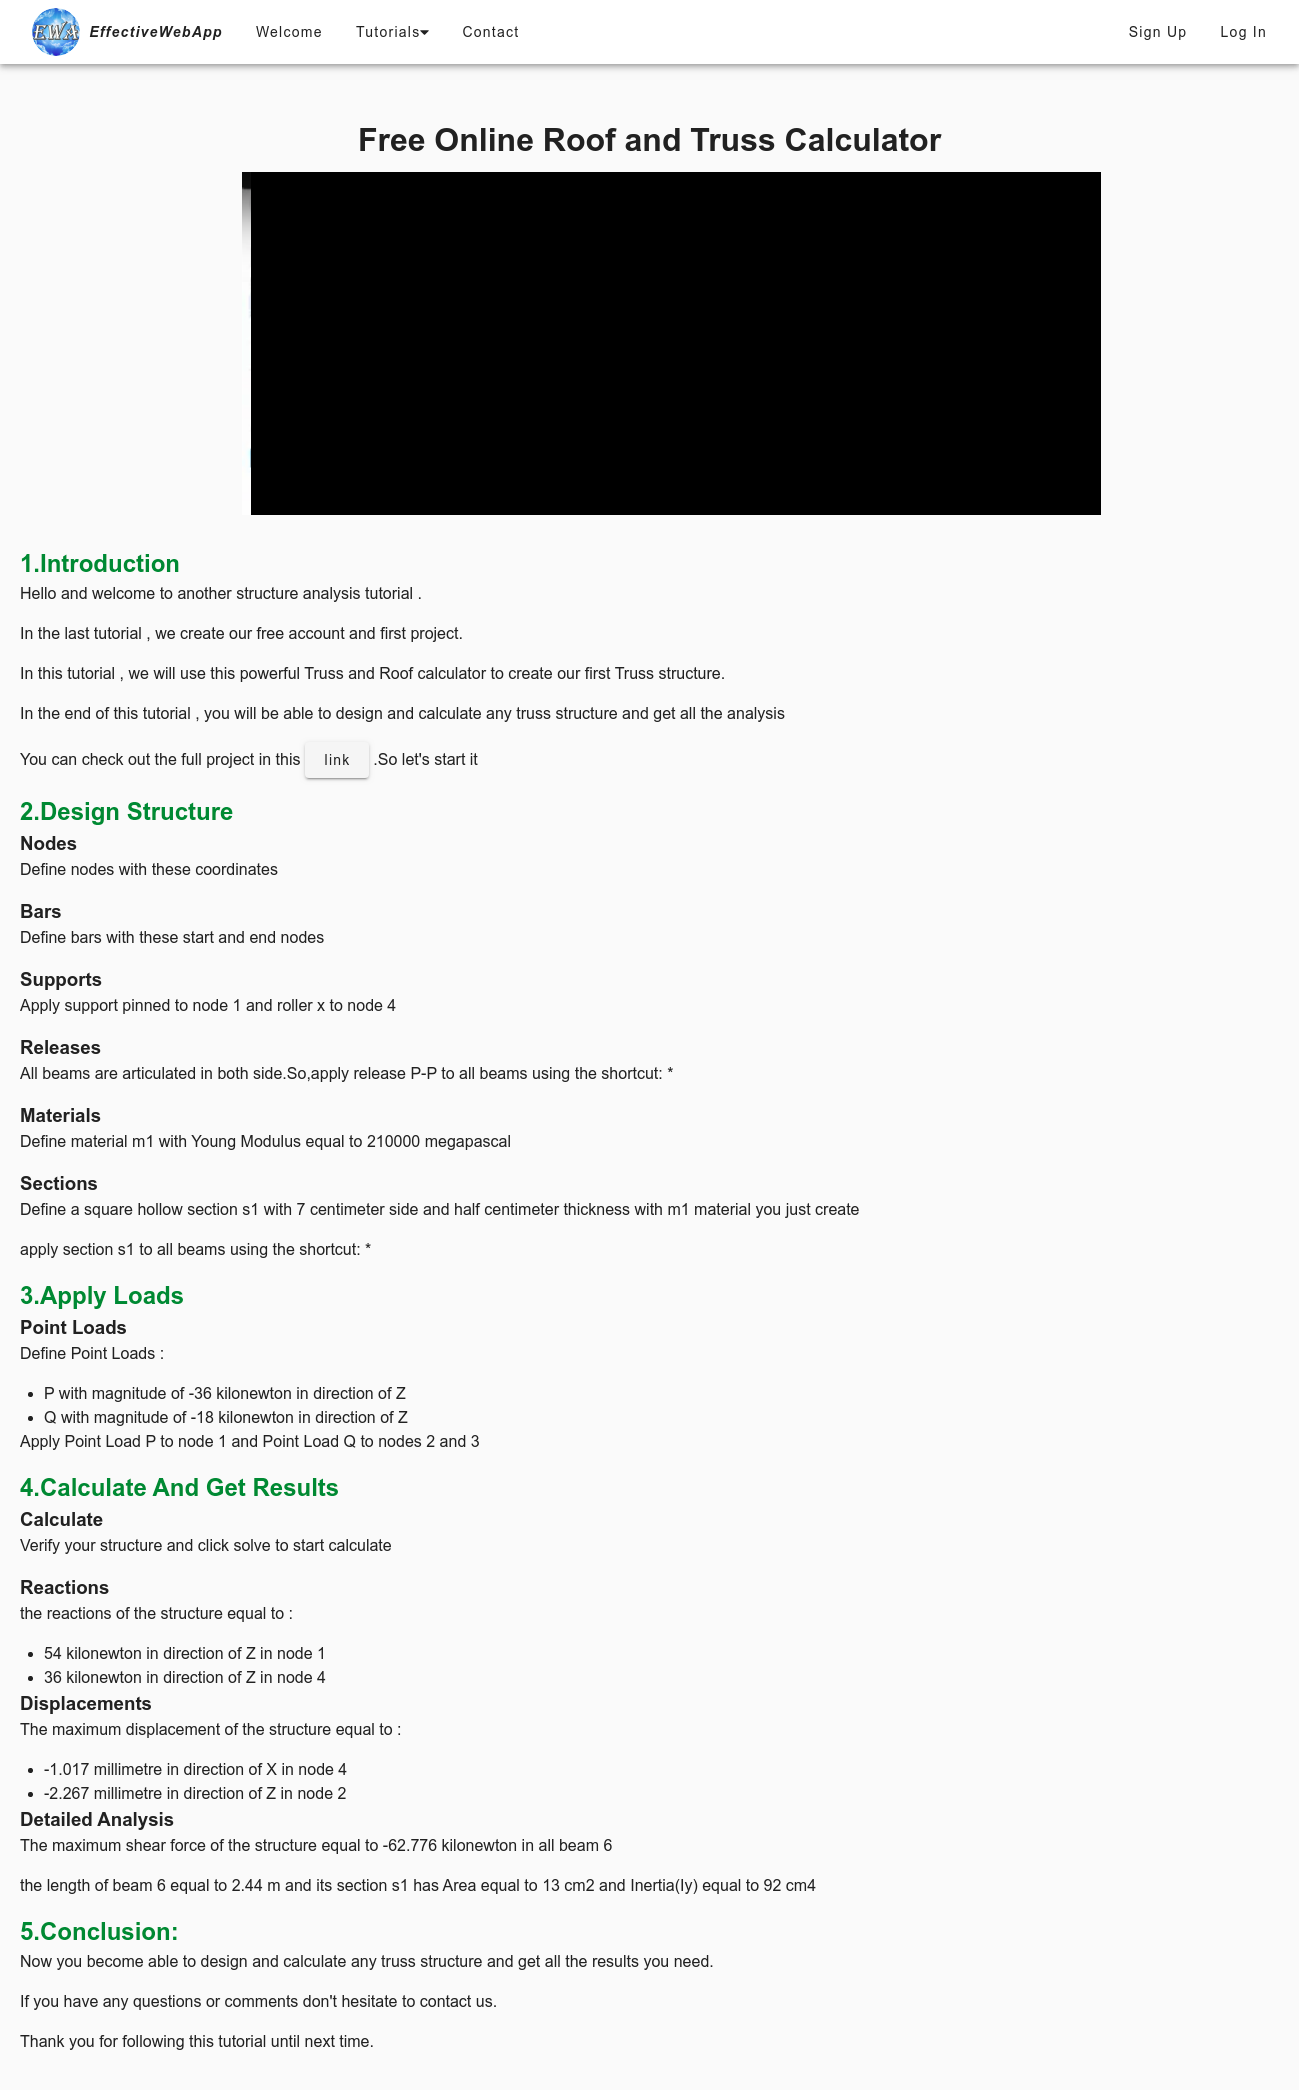 EWA EffectiveWebApp Welcome Tutorials Contact Sign Up Log In
Free Online Roof and Truss Calculator
1.Introduction
Hello and welcome to another structure analysis tutorial .
In the last tutorial , we create our free account and first project.
In this tutorial , we will use this powerful Truss and Roof calculator to create our first Truss structure.
In the end of this tutorial , you will be able to design and calculate any truss structure and get all the analysis
You can check out the full project in this link .So let's start it
2.Design Structure
Nodes
Define nodes with these coordinates
Bars
Define bars with these start and end nodes
Supports
Apply support pinned to node 1 and roller x to node 4
Releases
All beams are articulated in both side.So,apply release P-P to all beams using the shortcut: *
Materials
Define material m1 with Young Modulus equal to 210000 megapascal
Sections
Define a square hollow section s1 with 7 centimeter side and half centimeter thickness with m1 material you just create
apply section s1 to all beams using the shortcut: *
3.Apply Loads
Point Loads
Define Point Loads :
• P with magnitude of -36 kilonewton in direction of Z
• Q with magnitude of -18 kilonewton in direction of Z
Apply Point Load P to node 1 and Point Load Q to nodes 2 and 3
4.Calculate And Get Results
Calculate
Verify your structure and click solve to start calculate
Reactions
the reactions of the structure equal to :
• 54 kilonewton in direction of Z in node 1
• 36 kilonewton in direction of Z in node 4
Displacements
The maximum displacement of the structure equal to :
• -1.017 millimetre in direction of X in node 4
• -2.267 millimetre in direction of Z in node 2
Detailed Analysis
The maximum shear force of the structure equal to -62.776 kilonewton in all beam 6
the length of beam 6 equal to 2.44 m and its section s1 has Area equal to 13 cm2 and Inertia(Iy) equal to 92 cm4
5.Conclusion:
Now you become able to design and calculate any truss structure and get all the results you need.
If you have any questions or comments don't hesitate to contact us.
Thank you for following this tutorial until next time.